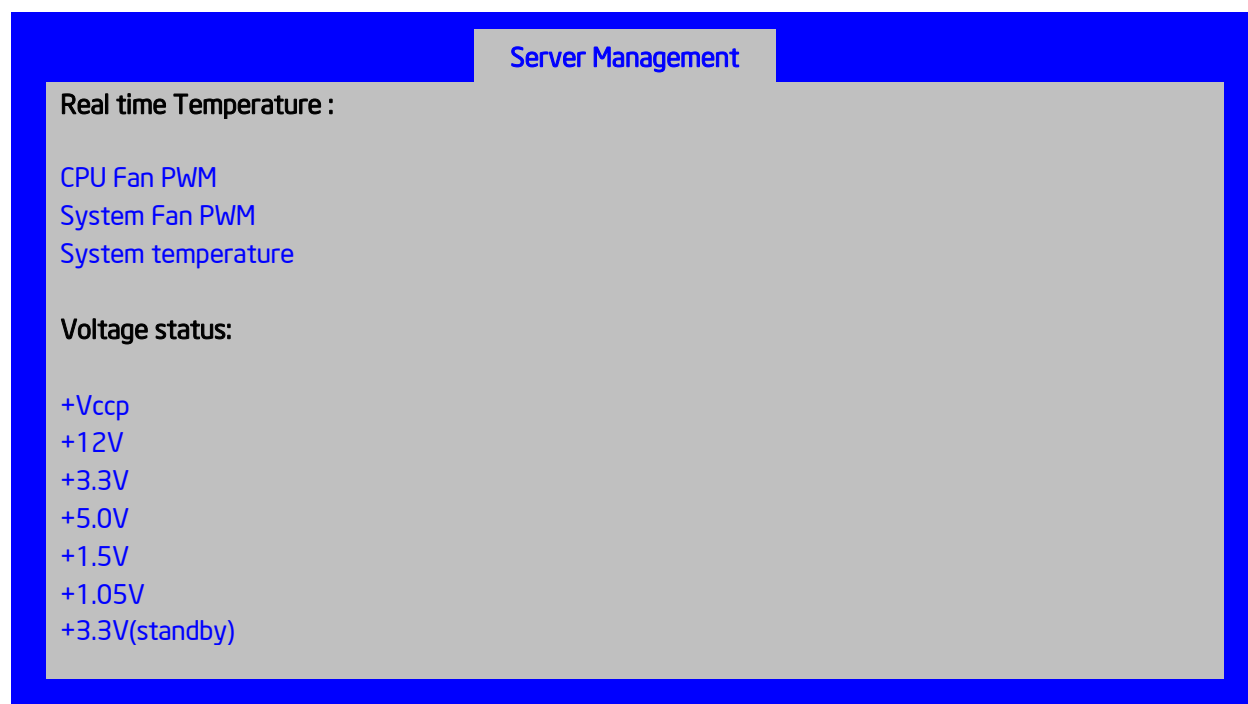 Server Management
Real time Temperature :
CPU Fan PWM
System Fan PWM
System temperature
Voltage status:
+Vccp
+12V
+3.3V
+5.0V
+1.5V
+1.05V
+3.3V(standby)